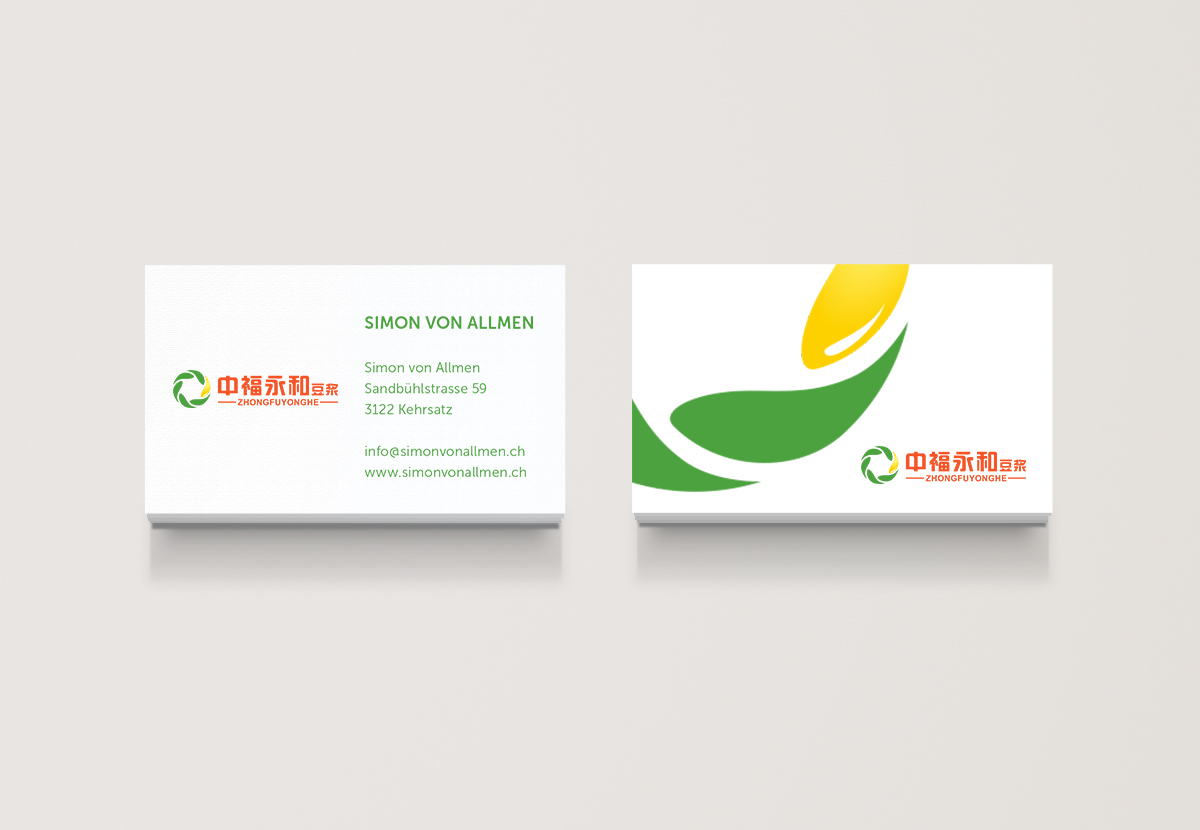 中福永和豆浆
ZHONGFUYONGHE
SIMON VON ALLMEN
Simon von Allmen
Sandbühlstrasse 59
3122 Kehrsatz
info@simonvonallmen.ch
www.simonvonallmen.ch
中福永和豆浆
ZHONGFUYONGHE